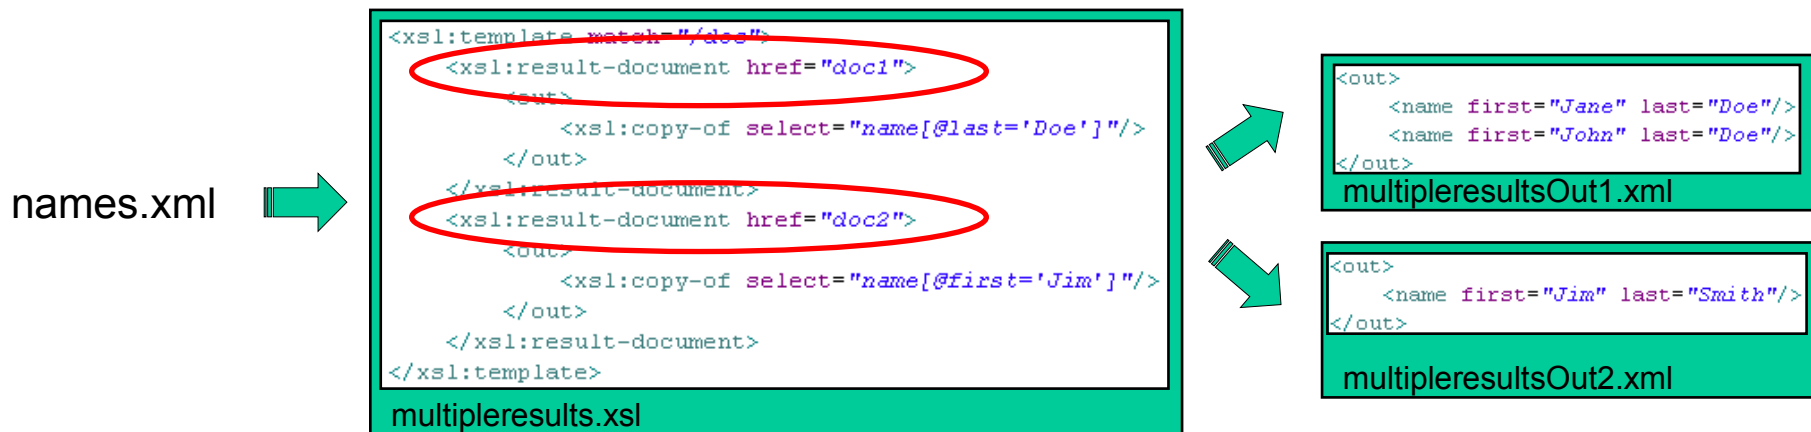 names.xml
<xsl:template match="/doc">
<xsl:result-document href="doc1">
<out>
<xsl:copy-of select="name[@last='Doe']"/>
</out>
</xsl:result-document>
<xsl:result-document href="doc2">
<out>
<xsl:copy-of select="name[@first='Jim']"/>
</out>
</xsl:result-document>
</xsl:template>
multipleresults.xsl
<out>
<name first="Jane" last="Doe"/>
<name first="John" last="Doe"/>
</out>
multipleresultsOut1.xml
<out>
<name first="Jim" last="Smith"/>
</out>
multipleresultsOut2.xml